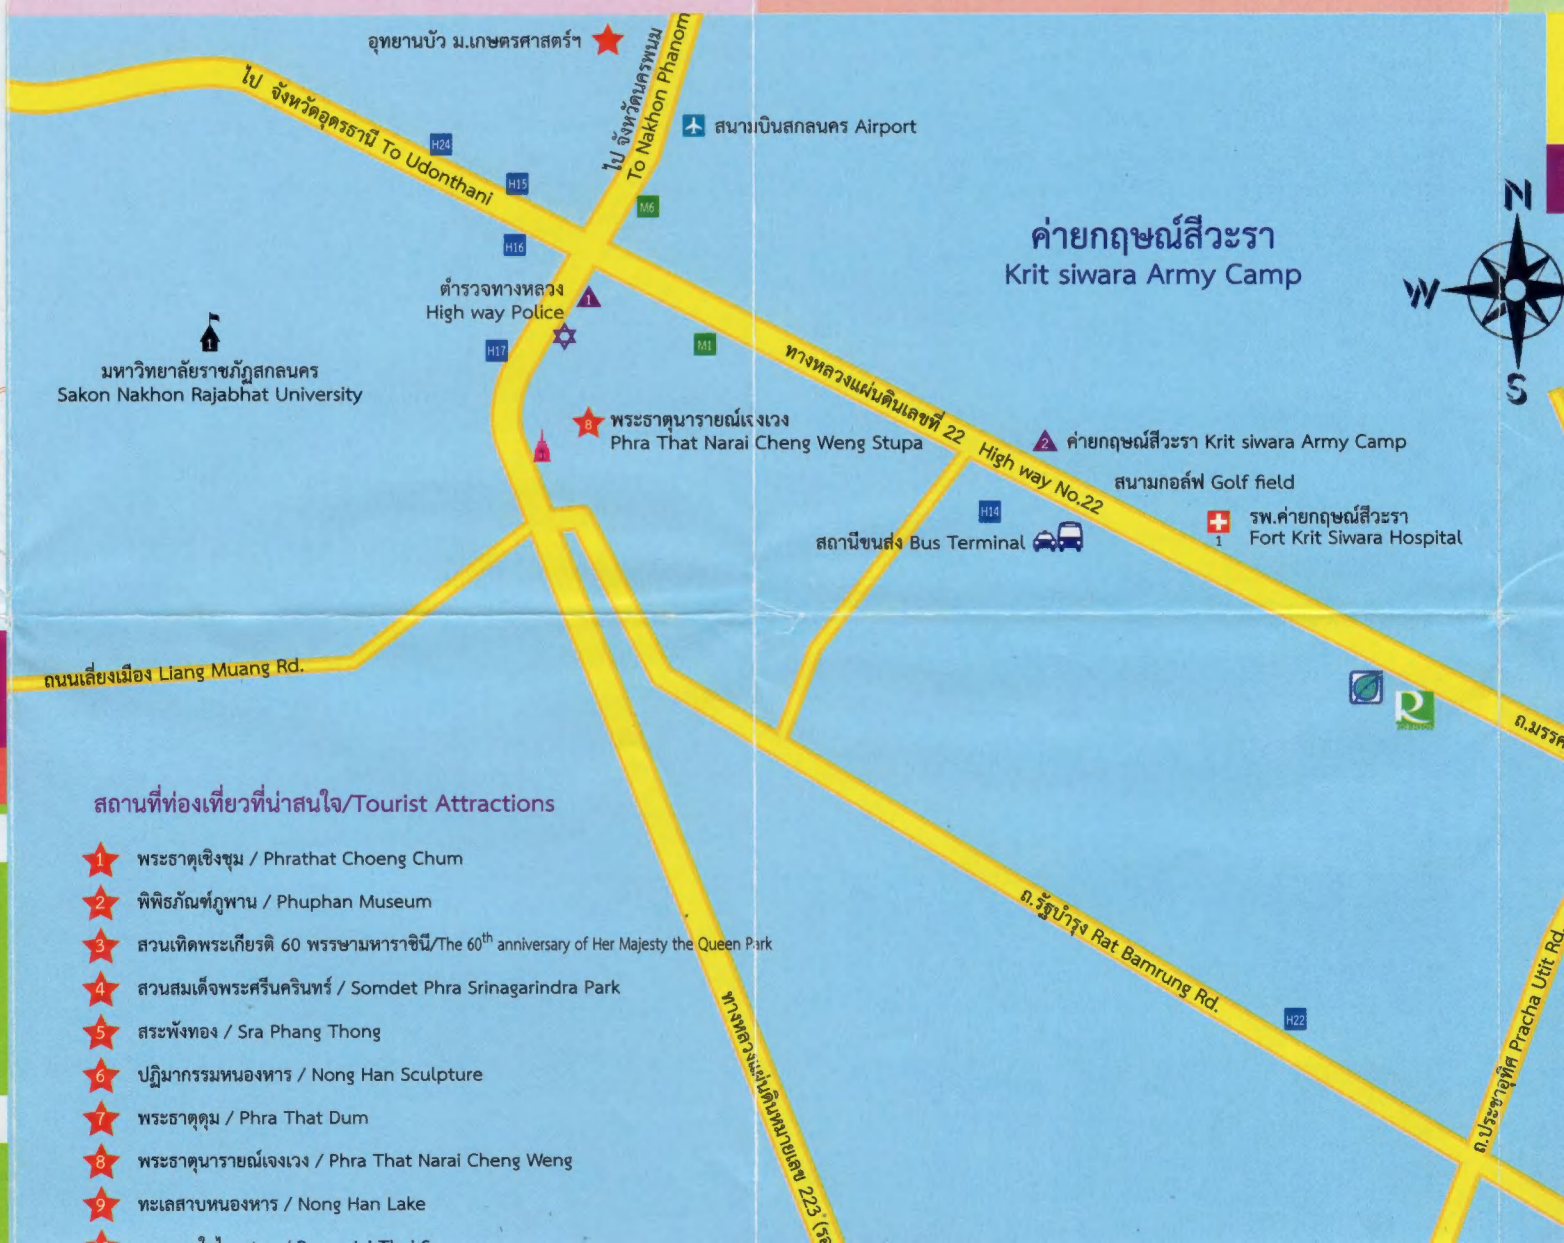 อุทยานบัว ม.เกษตรศาสตร์ฯ
ไป จังหวัดนครพนม
To Nakhon Phanom
ไป จังหวัดอุดรธานี To Udonthani
สนามบินสกลนคร Airport
H24
H15
M6
H16
ค่ายกฤษณ์สีวะรา
Krit siwara Army Camp
N
W
S
ตำรวจทางหลวง
High way Police
1
H17
M1
1
มหาวิทยาลัยราชภัฏสกลนคร
Sakon Nakhon Rajabhat University
8
พระธาตุนารายณ์เจงเวง
Phra That Narai Cheng Weng Stupa
ทางหลวงแผ่นดินเลขที่ 22 High way No.22
2
ค่ายกฤษณ์สีวะรา Krit siwara Army Camp
สนามกอล์ฟ Golf field
H14
สถานีขนส่ง Bus Terminal
1
รพ.ค่ายกฤษณ์สีวะรา
Fort Krit Siwara Hospital
ถนนเลี่ยงเมือง Liang Muang Rd.
R
ถ.มรรค
สถานที่ท่องเที่ยวที่น่าสนใจ/Tourist Attractions
1 พระธาตุเชิงชุม / Phrathat Choeng Chum
2 พิพิธภัณฑ์ภูพาน / Phuphan Museum
3 สวนเทิดพระเกียรติ 60 พรรษามหาราชินี/The 60th anniversary of Her Majesty the Queen Park
4 สวนสมเด็จพระศรีนครินทร์ / Somdet Phra Srinagarindra Park
5 สระพังทอง / Sra Phang Thong
6 ปฏิมากรรมหนองหาร / Nong Han Sculpture
7 พระธาตุดุม / Phra That Dum
8 พระธาตุนารายณ์เจงเวง / Phra That Narai Cheng Weng
9 ทะเลสาบหนองหาร / Nong Han Lake
ถ.รัฐบำรุง Rat Bamrung Rd.
H22
ถ.ประชาอุทิศ Pracha Utit Rd.
ทางหลวงแผ่นดินหมายเลข 223 (รอ